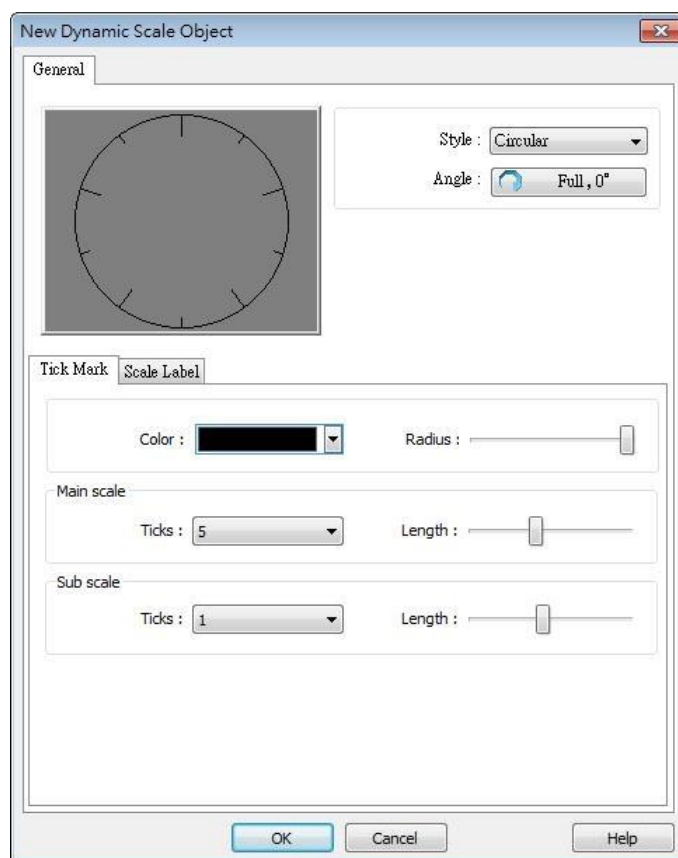 New Dynamic Scale Object
General
Style : Circular
Angle : Full , 0°
Tick Mark Scale Label
Color : Radius :
Main scale
Ticks : 5 Length :
Sub scale
Ticks : 1 Length :
OK Cancel Help